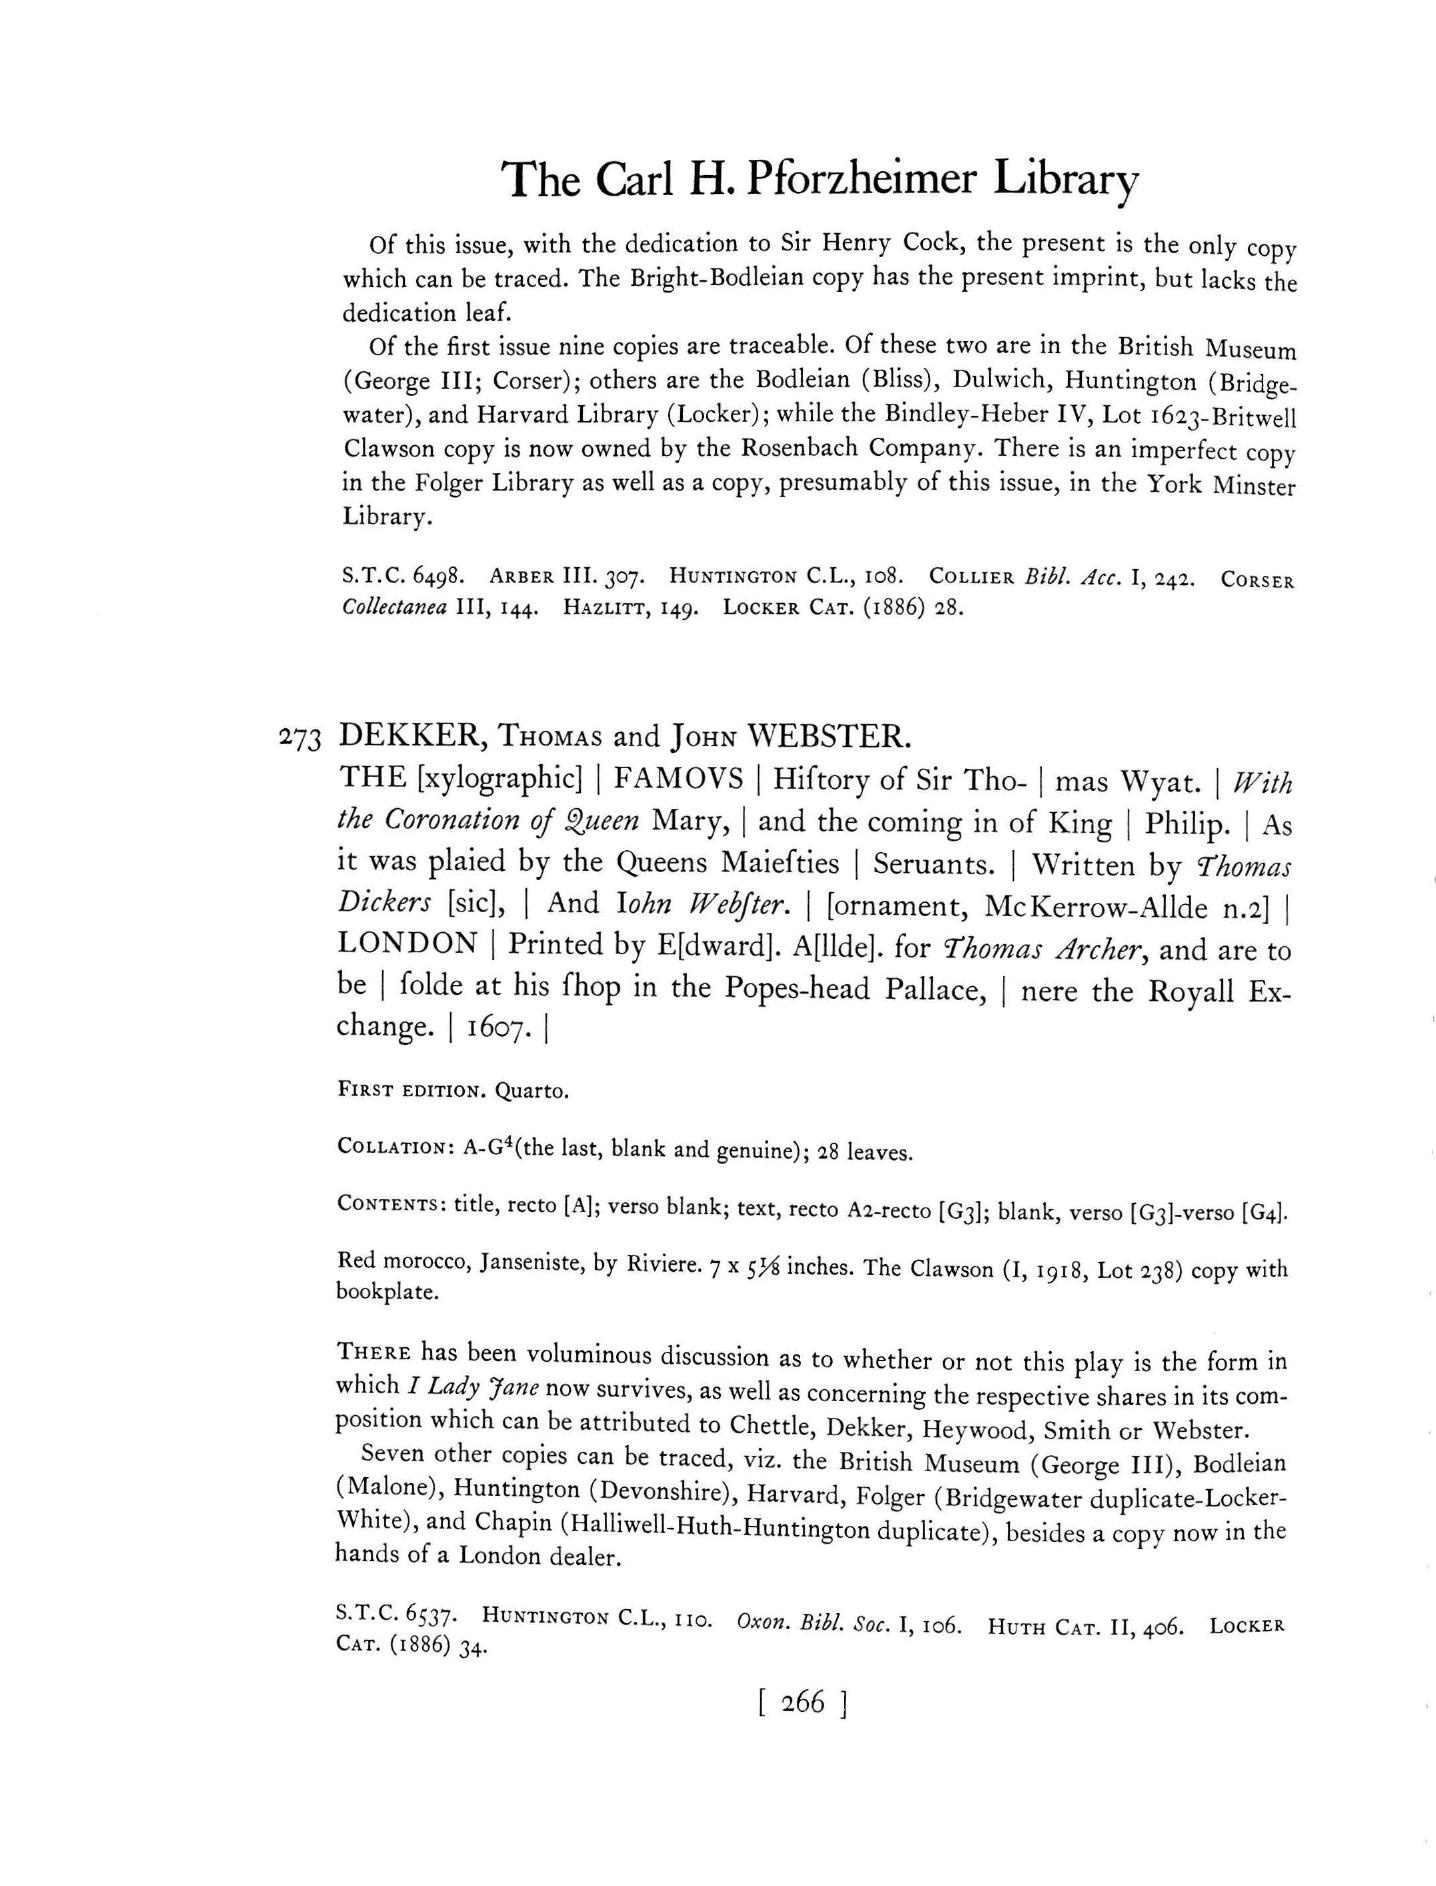 The Carl H. Pforzheimer Library
Of this issue, with the dedication to Sir Henry Cock, the present is the only copy
which can be traced. The Bright-Bodleian copy has the present imprint, but lacks the
dedication leaf.
Of the first issue nine copies are traceable. Of these two are in the British Museum
(George III; Corser); others are the Bodleian (Bliss), Dulwich, Huntington (Bridge-
water), and Harvard Library (Locker); while the Bindley-Heber IV, Lot 1623-Britwell
Clawson copy is now owned by the Rosenbach Company. There is an imperfect copy
in the Folger Library as well as a copy, presumably of this issue, in the York Minster
Library.
S.T.C. 6498. ARBER III. 307. HUNTINGTON C.L., 108. COLLIER Bibl. Acc. I, 242. CORSER
Collectanea III, 144. HAZLITT, 149. LOCKER CAT. (1886) 28.
273 DEKKER, THOMAS and JOHN WEBSTER.
THE [xylographic] | FAMOVS | Hiſtory of Sir Tho- | mas Wyat. | With
the Coronation of Queen Mary, | and the coming in of King | Philip. | As
it was plaied by the Queens Maieſties | Seruants. | Written by Thomas
Dickers [sic], | And Iohn Webſter. | [ornament, McKerrow-Allde n.2] |
LONDON | Printed by E[dward]. A[llde]. for Thomas Archer, and are to
be | ſolde at his ſhop in the Popes-head Pallace, | nere the Royall Ex-
change. | 1607. |
FIRST EDITION. Quarto.
COLLATION: A-G⁴(the last, blank and genuine); 28 leaves.
CONTENTS: title, recto [A]; verso blank; text, recto A2-recto [G3]; blank, verso [G3]-verso [G4].
Red morocco, Janseniste, by Riviere. 7 x 5⅛ inches. The Clawson (I, 1918, Lot 238) copy with
bookplate.
THERE has been voluminous discussion as to whether or not this play is the form in
which I Lady Jane now survives, as well as concerning the respective shares in its com-
position which can be attributed to Chettle, Dekker, Heywood, Smith or Webster.
Seven other copies can be traced, viz. the British Museum (George III), Bodleian
(Malone), Huntington (Devonshire), Harvard, Folger (Bridgewater duplicate-Locker-
White), and Chapin (Halliwell-Huth-Huntington duplicate), besides a copy now in the
hands of a London dealer.
S.T.C. 6537. HUNTINGTON C.L., 110. Oxon. Bibl. Soc. I, 106. HUTH CAT. II, 406. LOCKER
CAT. (1886) 34.
[ 266 ]